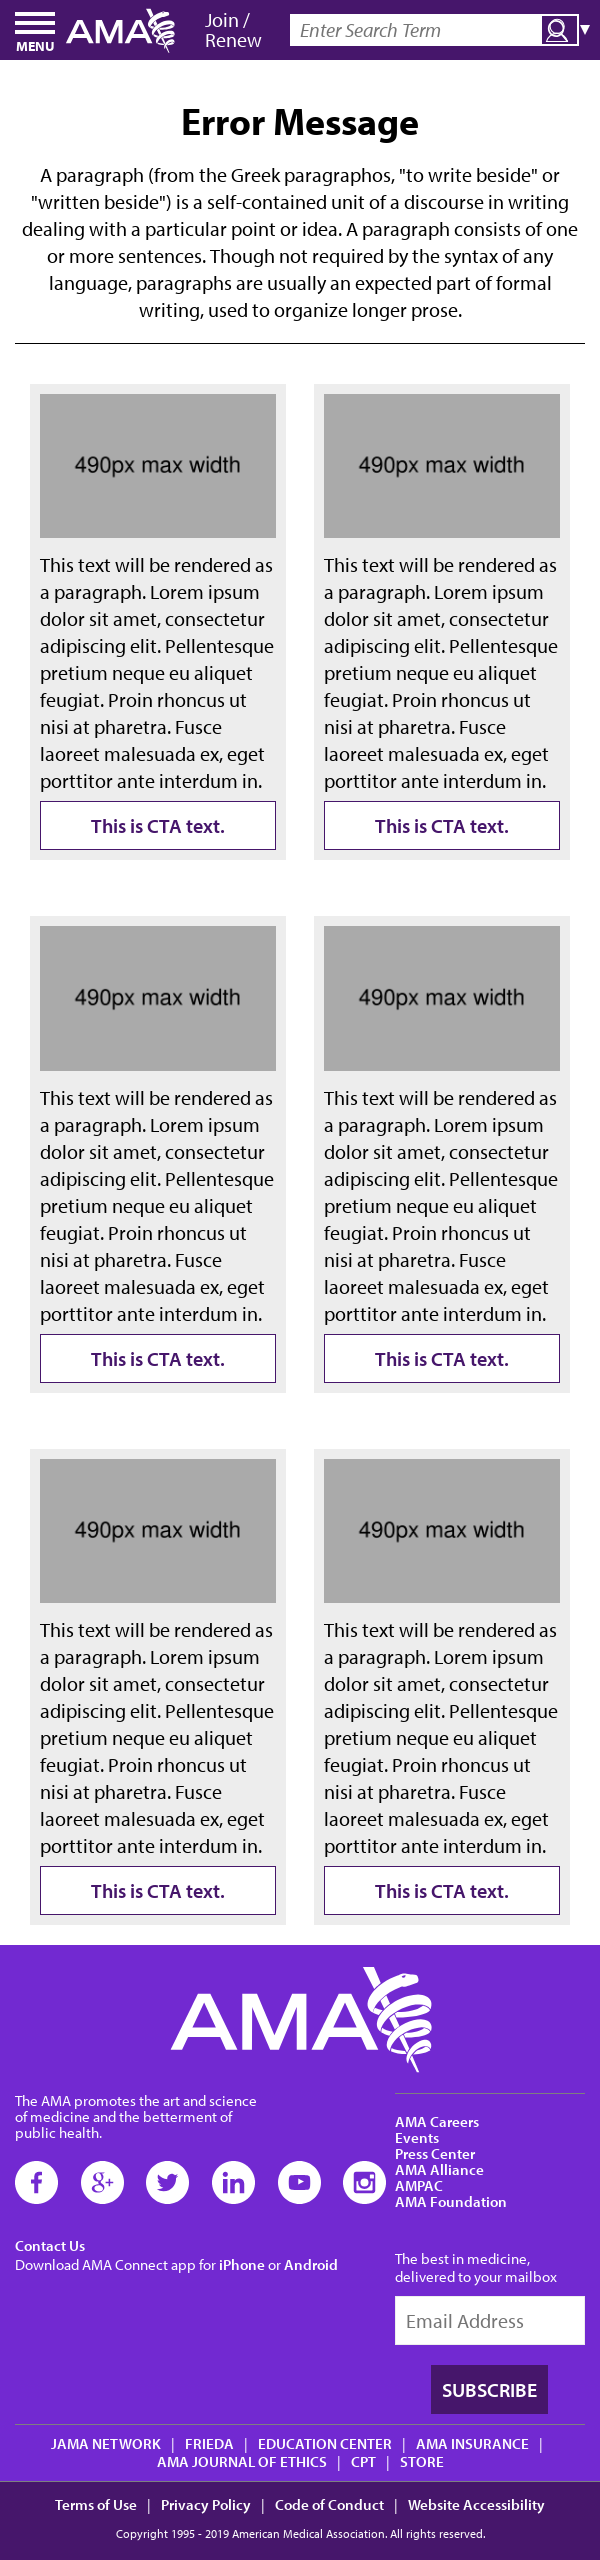 MENU
AMA
Join /
Renew
Enter Search Term
Error Message
A paragraph (from the Greek paragraphos, "to write beside" or
"written beside") is a self-contained unit of a discourse in writing
dealing with a particular point or idea. A paragraph consists of one
or more sentences. Though not required by the syntax of any
language, paragraphs are usually an expected part of formal
writing, used to organize longer prose.
490px max width
This text will be rendered as
a paragraph. Lorem ipsum
dolor sit amet, consectetur
adipiscing elit. Pellentesque
pretium neque eu aliquet
feugiat. Proin rhoncus ut
nisi at pharetra. Fusce
laoreet malesuada ex, eget
porttitor ante interdum in.
This is CTA text.
490px max width
This text will be rendered as
a paragraph. Lorem ipsum
dolor sit amet, consectetur
adipiscing elit. Pellentesque
pretium neque eu aliquet
feugiat. Proin rhoncus ut
nisi at pharetra. Fusce
laoreet malesuada ex, eget
porttitor ante interdum in.
This is CTA text.
490px max width
This text will be rendered as
a paragraph. Lorem ipsum
dolor sit amet, consectetur
adipiscing elit. Pellentesque
pretium neque eu aliquet
feugiat. Proin rhoncus ut
nisi at pharetra. Fusce
laoreet malesuada ex, eget
porttitor ante interdum in.
This is CTA text.
490px max width
This text will be rendered as
a paragraph. Lorem ipsum
dolor sit amet, consectetur
adipiscing elit. Pellentesque
pretium neque eu aliquet
feugiat. Proin rhoncus ut
nisi at pharetra. Fusce
laoreet malesuada ex, eget
porttitor ante interdum in.
This is CTA text.
490px max width
This text will be rendered as
a paragraph. Lorem ipsum
dolor sit amet, consectetur
adipiscing elit. Pellentesque
pretium neque eu aliquet
feugiat. Proin rhoncus ut
nisi at pharetra. Fusce
laoreet malesuada ex, eget
porttitor ante interdum in.
This is CTA text.
490px max width
This text will be rendered as
a paragraph. Lorem ipsum
dolor sit amet, consectetur
adipiscing elit. Pellentesque
pretium neque eu aliquet
feugiat. Proin rhoncus ut
nisi at pharetra. Fusce
laoreet malesuada ex, eget
porttitor ante interdum in.
This is CTA text.
AMA
The AMA promotes the art and science
of medicine and the betterment of
public health.
Contact Us
Download AMA Connect app for iPhone or Android
AMA Careers
Events
Press Center
AMA Alliance
AMPAC
AMA Foundation
The best in medicine,
delivered to your mailbox
Email Address
SUBSCRIBE
JAMA NETWORK | FRIEDA | EDUCATION CENTER | AMA INSURANCE |
AMA JOURNAL OF ETHICS | CPT | STORE
Terms of Use | Privacy Policy | Code of Conduct | Website Accessibility
Copyright 1995 - 2019 American Medical Association. All rights reserved.